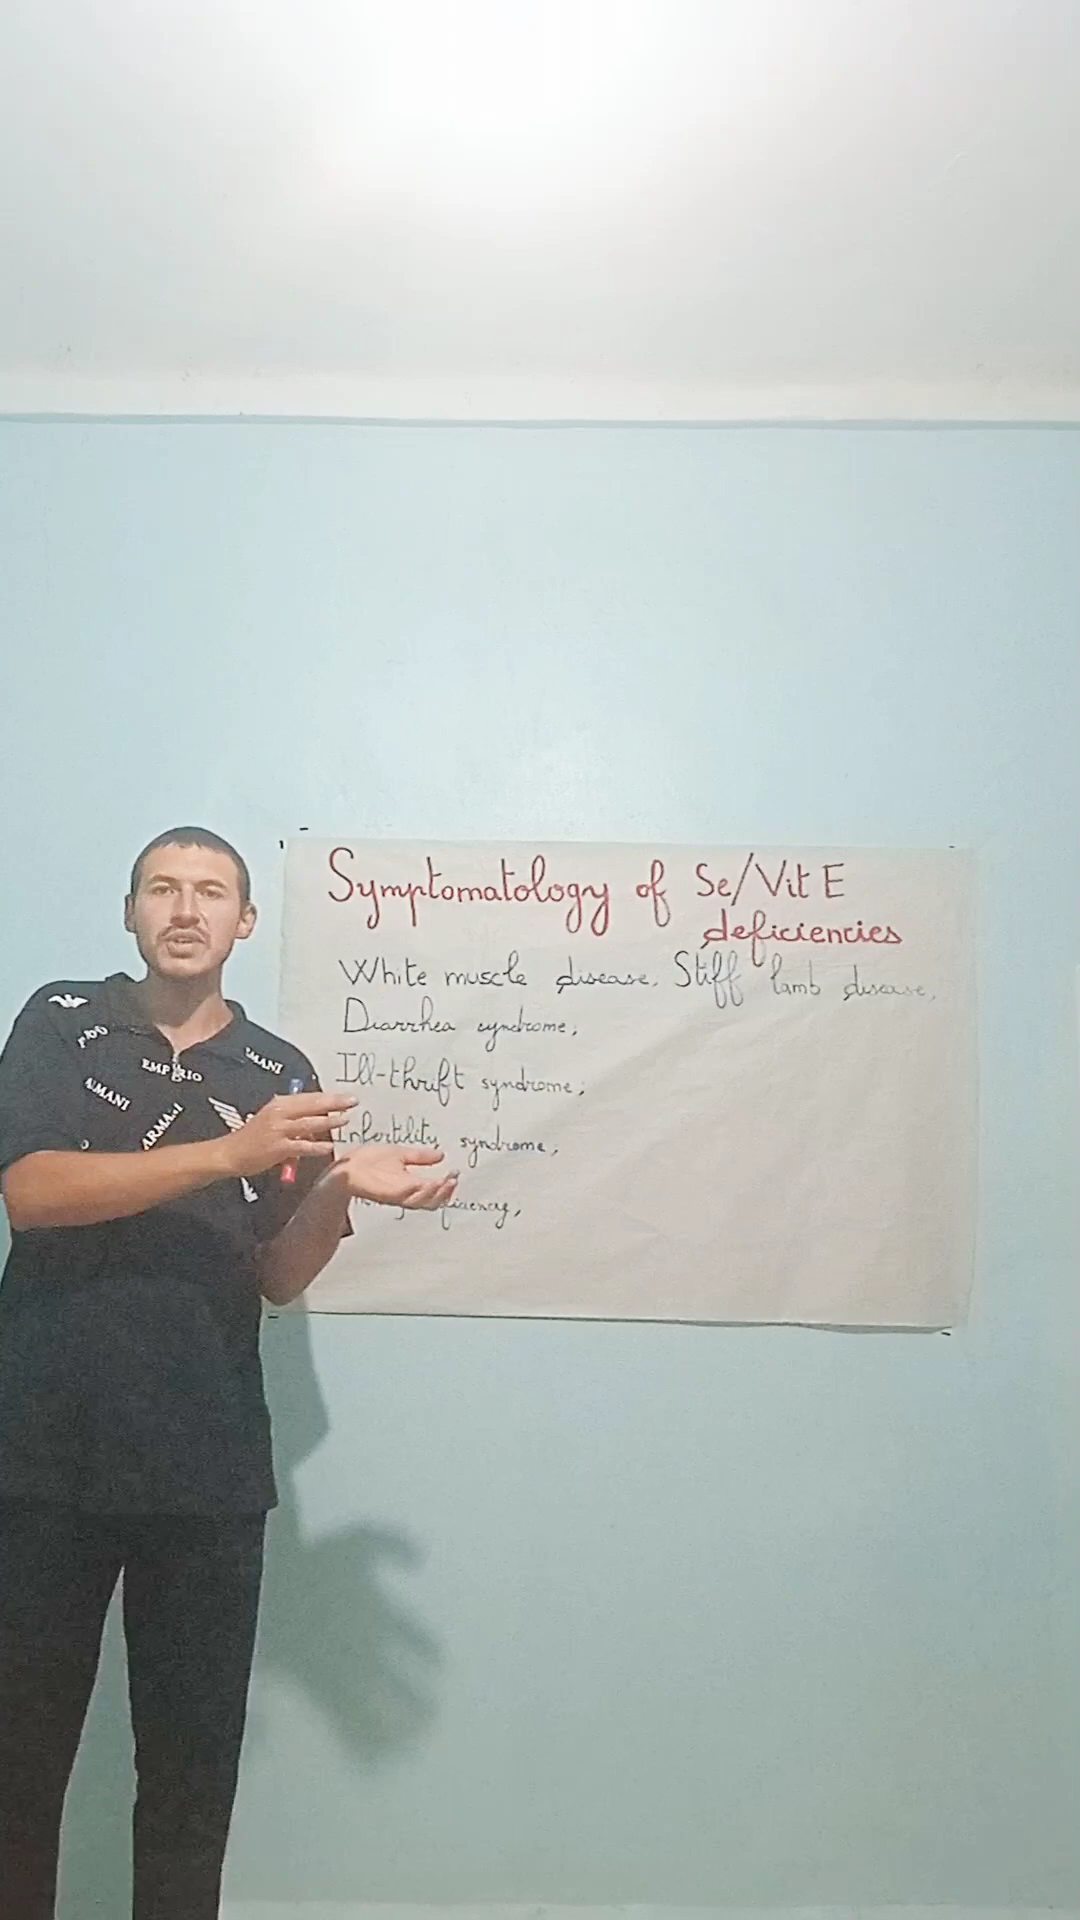 Symptomatology of Se/Vit E
deficiencies
White muscle disease. Stiff lamb disease,
Diarrhea syndrome;
Ill-thrift syndrome;
Infertility syndrome,
EMPORIO
ARMANI
ARMANI